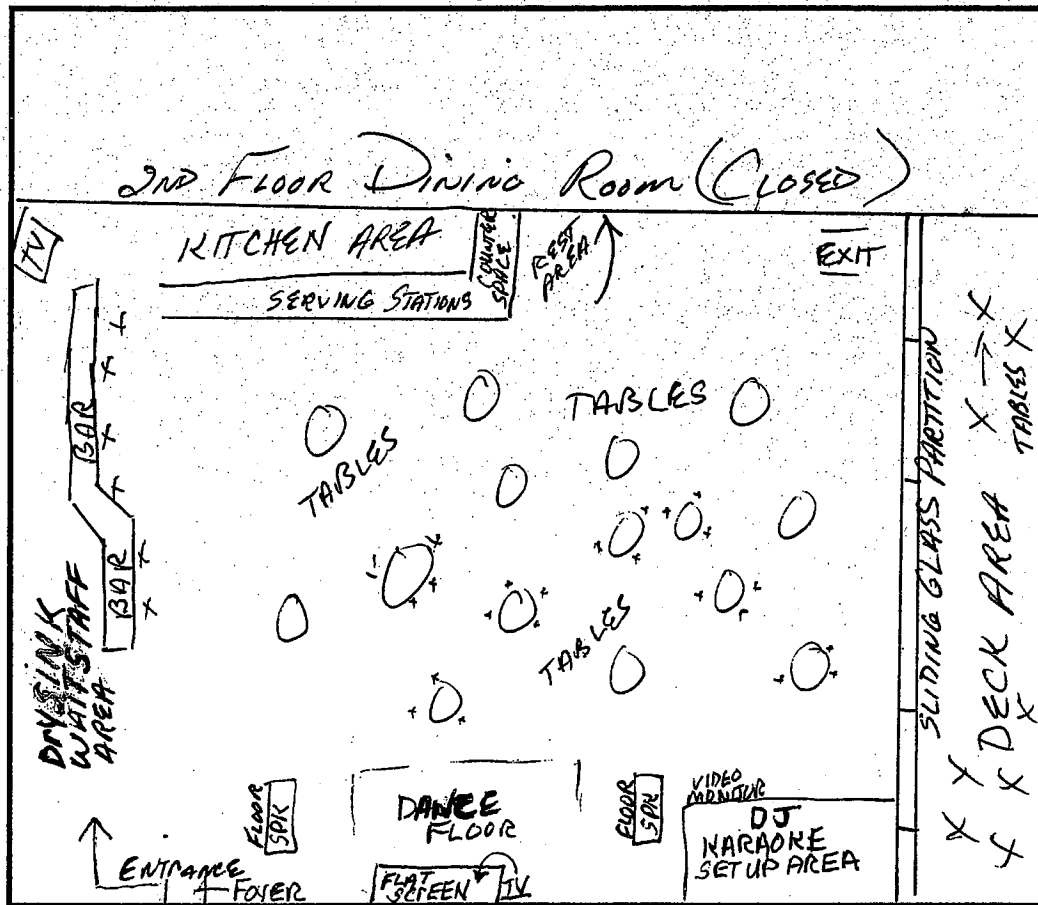 2ND FLOOR DINING ROOM (CLOSED)
TV
KITCHEN AREA
COUNTER
SPACE
REST
AREA
EXIT
SERVING STATIONS
BAR
BAR
TABLES
TABLES
TABLES
SLIDING GLASS PARTITION
DECK AREA
TABLES
DRY SINK
WAITSTAFF
AREA
FLOOR
SPK
DANCE
FLOOR
FLOOR
SPK
VIDEO
MONITOR
DJ
KARAOKE
SETUP AREA
ENTRANCE
FOYER
FLAT
SCREEN
TV